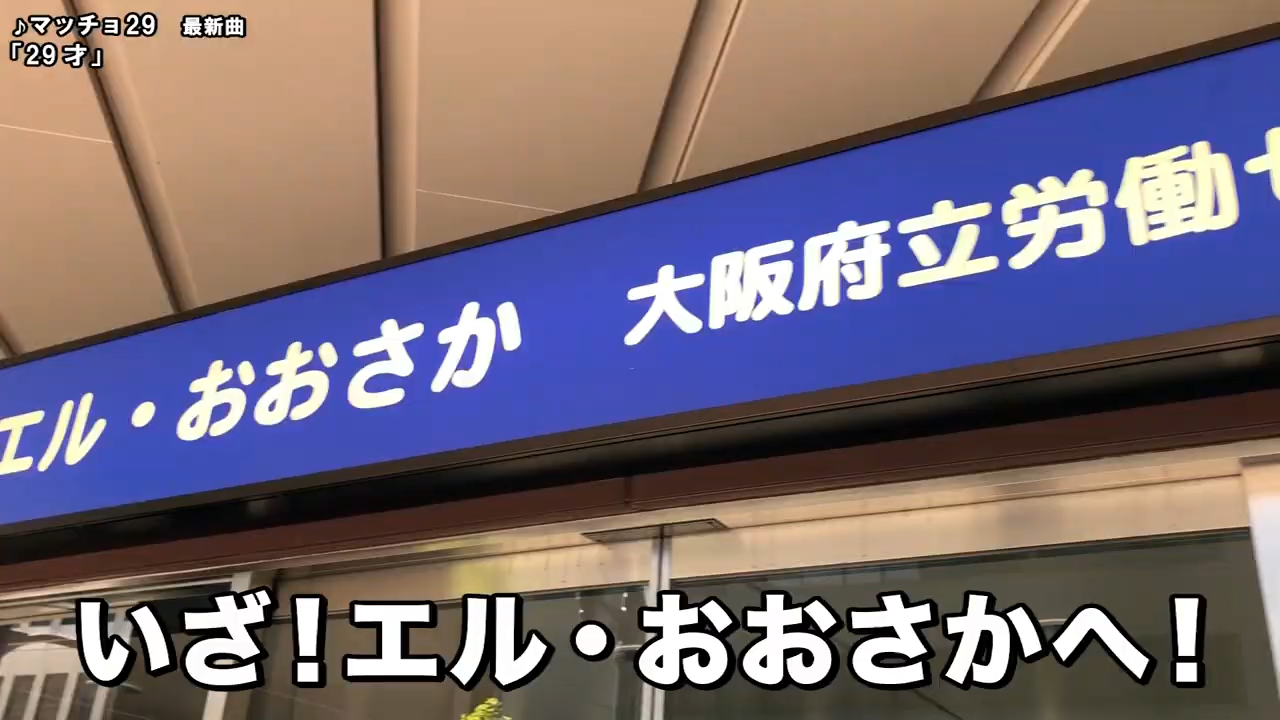 ♪マッチョ29 最新曲
「29才」
エル・おおさか 大阪府立労働セ
いざ!エル・おおさかへ!